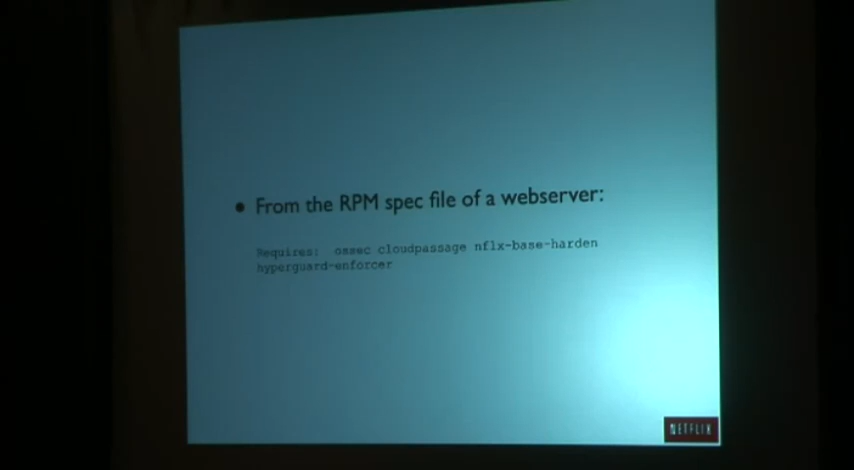 • From the RPM spec file of a webserver:
Requires: ossec cloudpassage nflx-base-harden
hyperguard-enforcer
NETFLIX